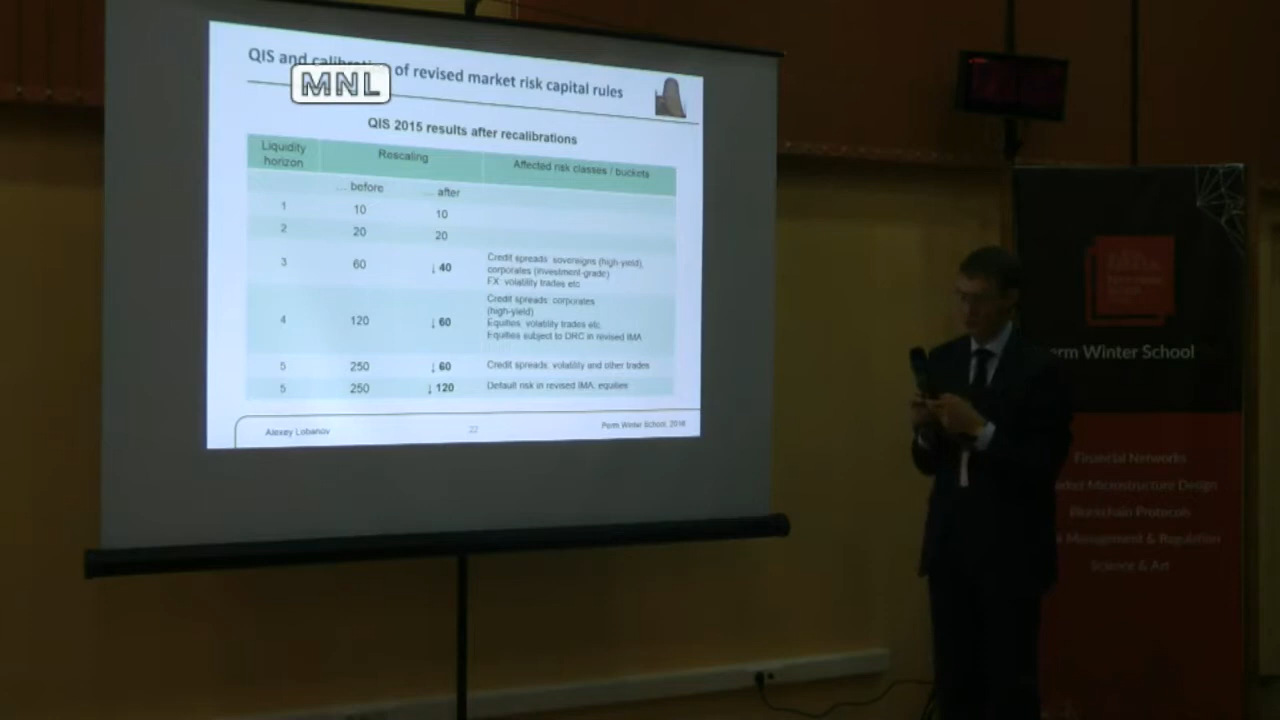 QIS and calibration of revised market risk capital rules
MNL
QIS 2015 results after recalibrations
Liquidity horizon Rescaling Affected risk classes / buckets
... before ... after
1 10 10
2 20 20
3 60 ↓ 40 Credit spreads: sovereigns (high-yield),
corporates (investment-grade)
FX: volatility trades etc
4 120 ↓ 60 Credit spreads: corporates
(high-yield)
Equities: volatility trades etc.
Equities subject to DRC in revised IMA
5 250 ↓ 60 Credit spreads: volatility and other trades
5 250 ↓ 120 Default risk in revised IMA: equities
Alexey Lobanov 22 Perm Winter School, 2016
erm Winter School
Financial Networks
Microstructure Design
Blockchain Protocols
Management & Regulation
Science & Art